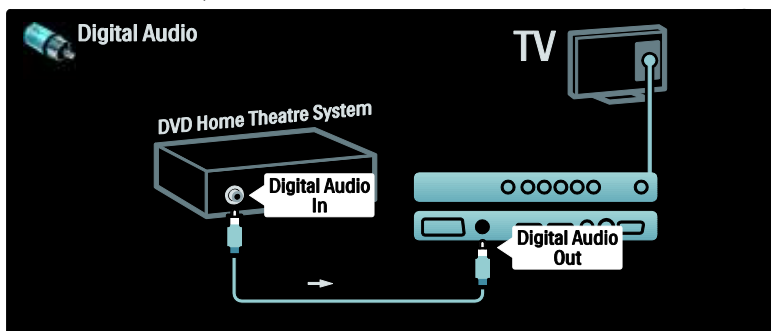 Digital Audio
TV
DVD Home Theatre System
Digital Audio
In
Digital Audio
Out